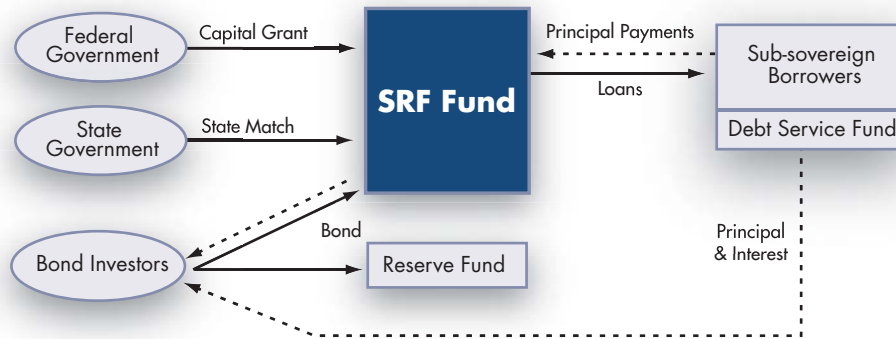 Federal
Government
Capital Grant
SRF Fund
Principal Payments
Loans
Sub-sovereign
Borrowers
Debt Service Fund
State
Government
State Match
Bond
Bond Investors
Reserve Fund
Principal
& Interest